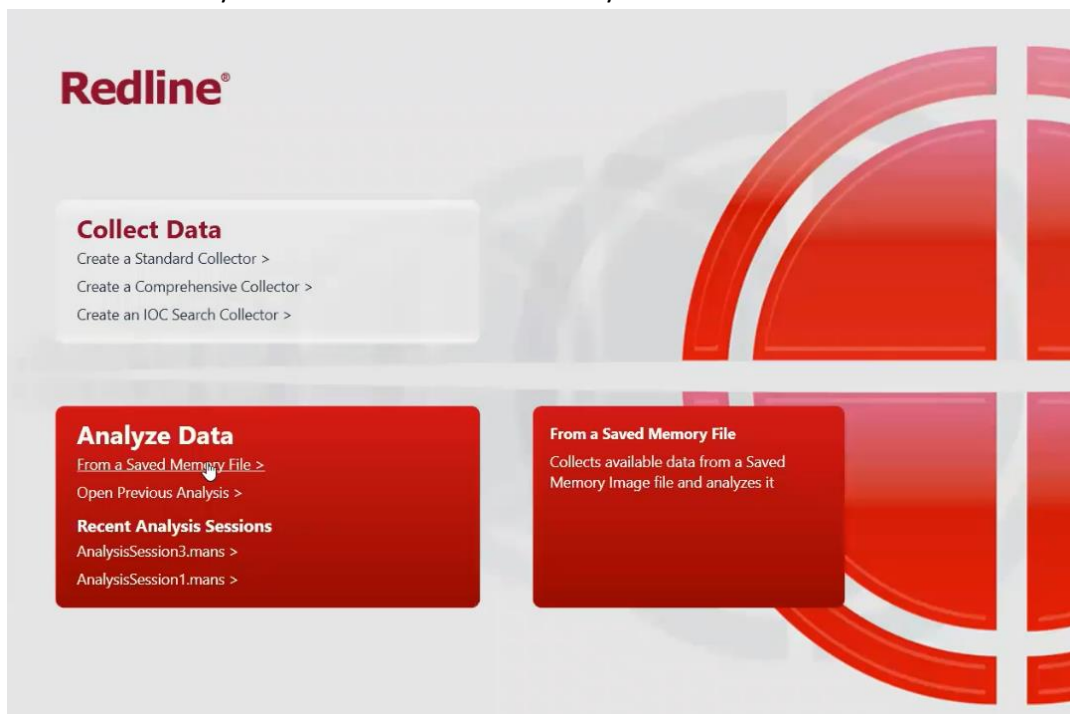 Redline®
Collect Data
Create a Standard Collector >
Create a Comprehensive Collector >
Create an IOC Search Collector >
Analyze Data
From a Saved Memory File >
Open Previous Analysis >
Recent Analysis Sessions
AnalysisSession3.mans >
AnalysisSession1.mans >
From a Saved Memory File
Collects available data from a Saved
Memory Image file and analyzes it